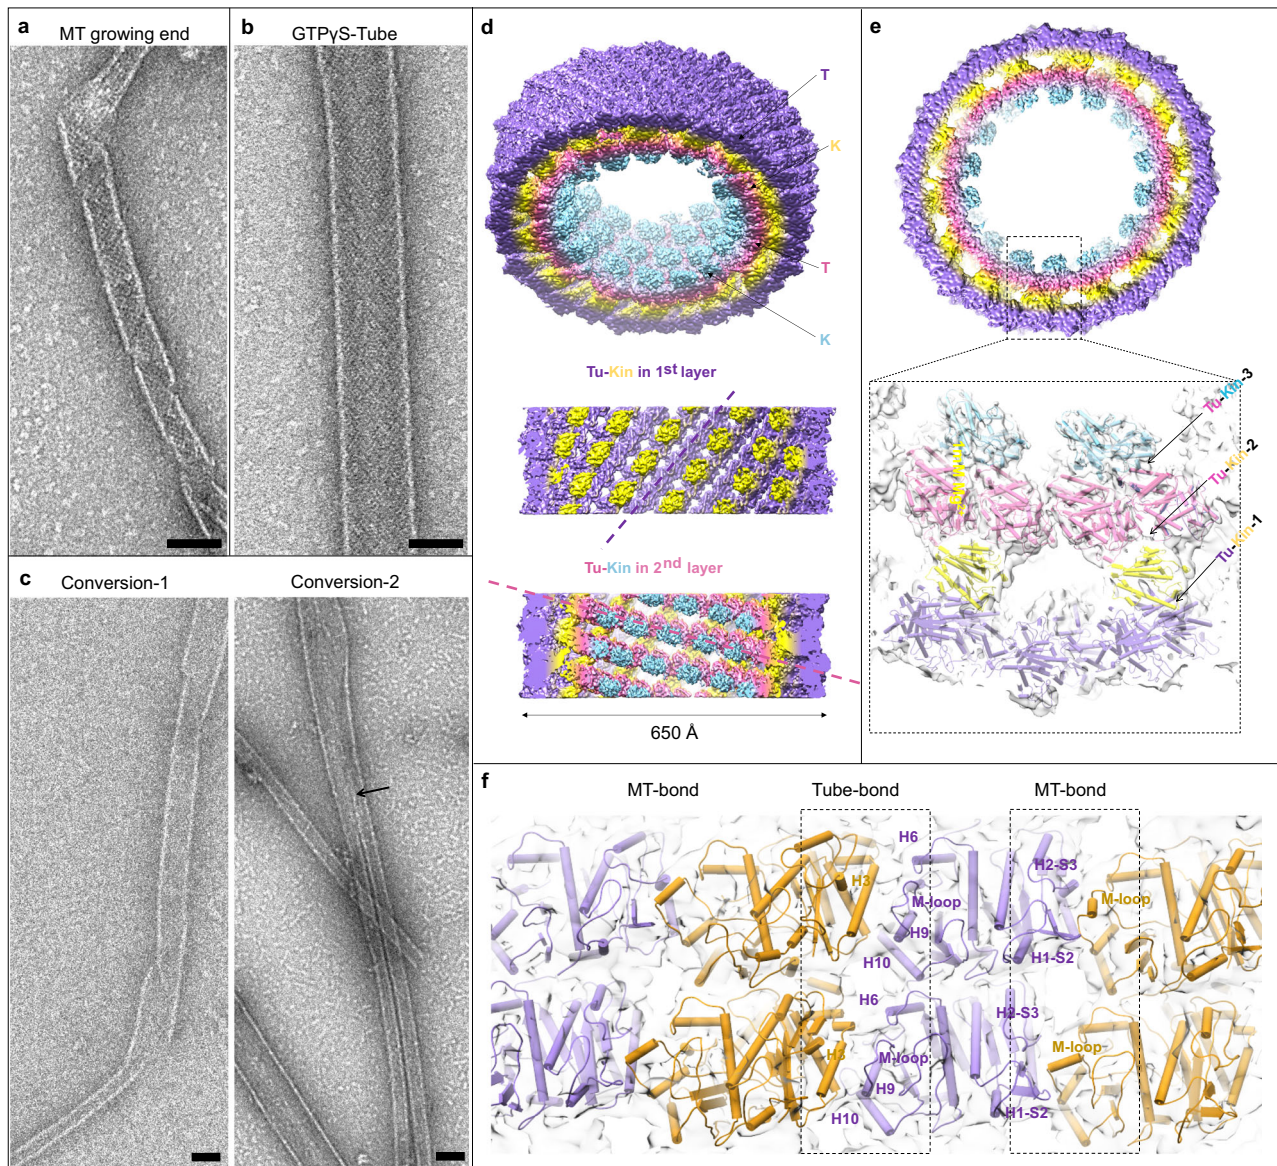 a
MT growing end
b
GTPγS-Tube
c
Conversion-1
Conversion-2
d
T
K
T
K
Tu-Kin in 1st layer
Tu-Kin in 2nd layer
650 Å
e
Tu-Kin-3
Tu-Kin-2
Tu-Kin-1
f
MT-bond
Tube-bond
MT-bond
H6
H3
M-loop
H9
H10
H2-S3
M-loop
H1-S2
H6
H3
M-loop
H9
H10
H2-S3
M-loop
H1-S2